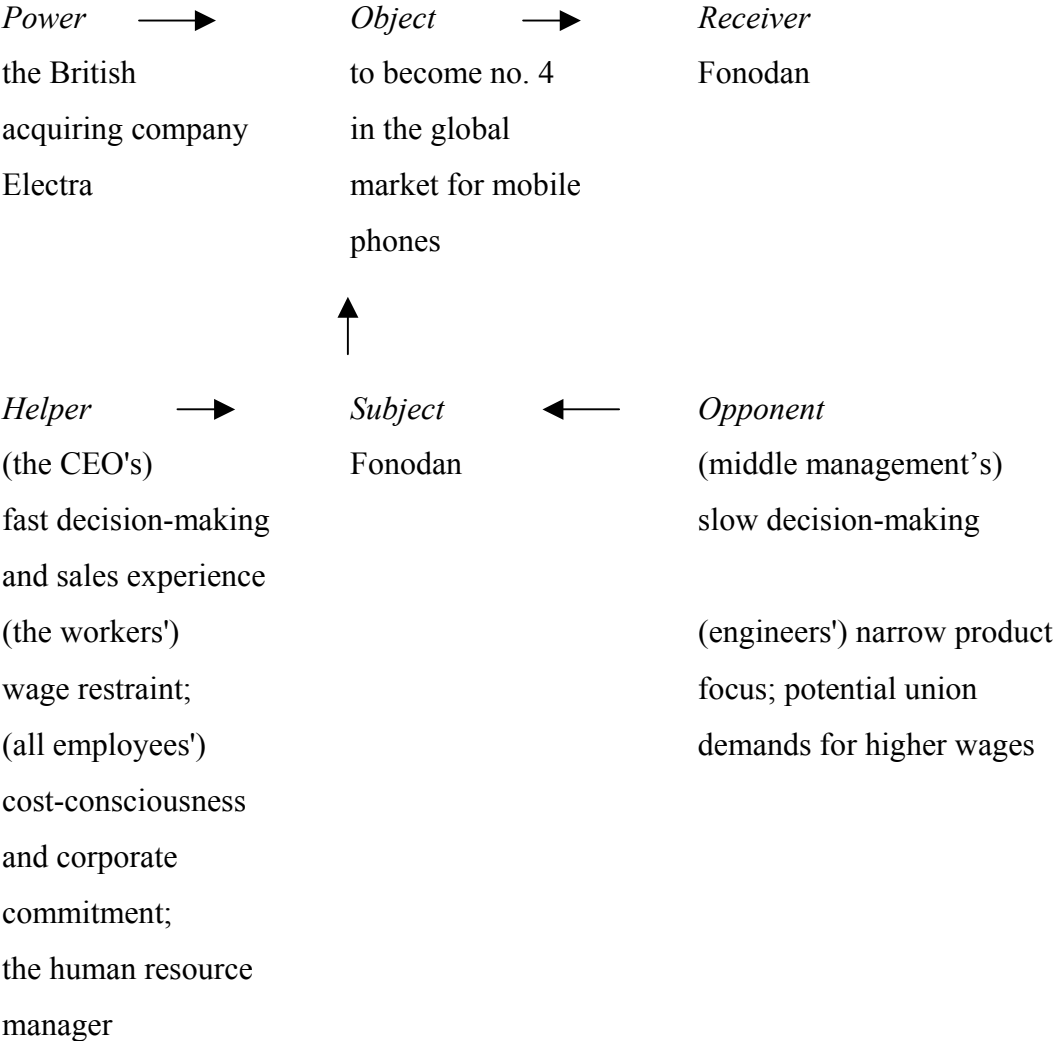 Power
Object
Receiver
the British
to become no. 4
Fonodan
acquiring company
in the global
Electra
market for mobile
phones
Helper
Subject
Opponent
(the CEO's)
Fonodan
(middle management’s)
fast decision-making
slow decision-making
and sales experience
(the workers')
(engineers') narrow product
wage restraint;
focus; potential union
(all employees')
demands for higher wages
cost-consciousness
and corporate
commitment;
the human resource
manager